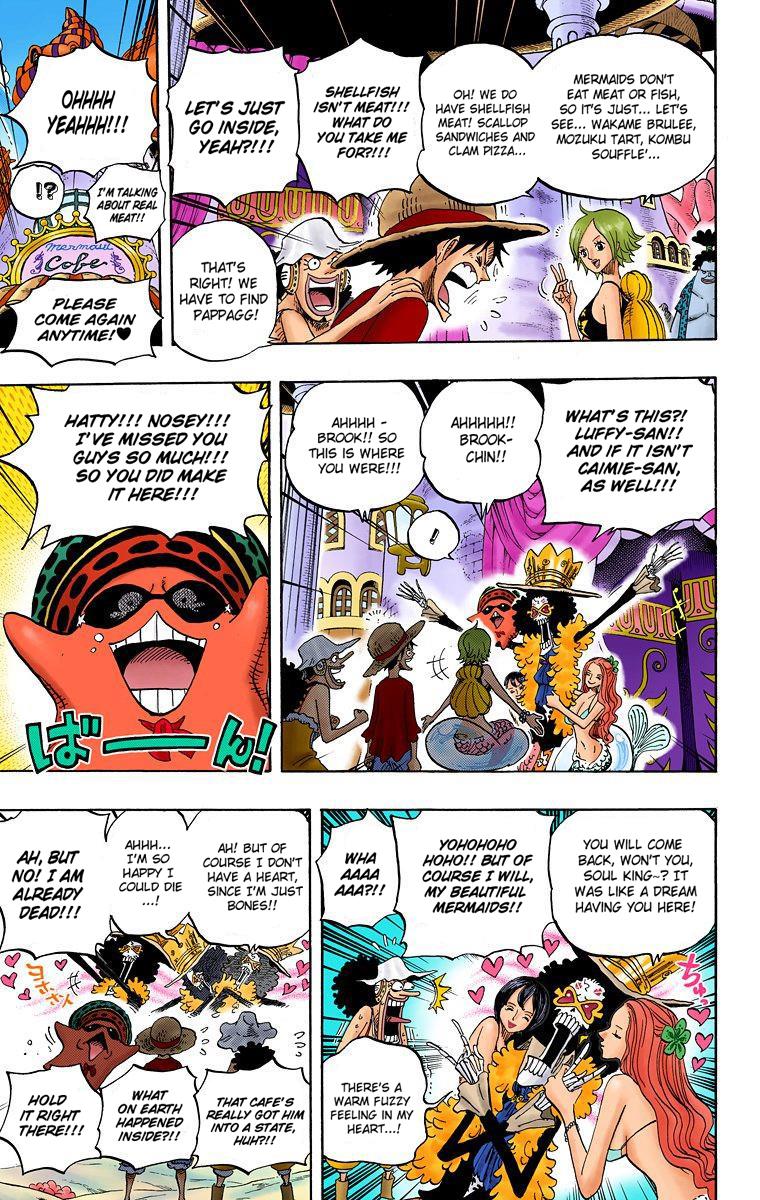 MERMAIDS DON'T
EAT MEAT OR FISH,
SO IT'S JUST... LET'S
SEE... WAKAME BRULEE,
MOZUKU TART, KOMBU
SOUFFLE'...
OH! WE DO
HAVE SHELLFISH
MEAT! SCALLOP
SANDWICHES AND
CLAM PIZZA...
SHELLFISH
ISN'T MEAT!!!
WHAT DO
YOU TAKE ME
FOR?!!!
LET'S JUST
GO INSIDE,
YEAH?!!!
THAT'S
RIGHT! WE
HAVE TO FIND
PAPPAGG!
OHHHH
YEAHHH!!!
I'M TALKING
ABOUT REAL
MEAT!!
!?
mermaid
Cafe
PLEASE
COME AGAIN
ANYTIME!♥
WHAT'S THIS?!
LUFFY-SAN!!
AND IF IT ISN'T
CAIMIE-SAN,
AS WELL!!!
AHHHHH!!
BROOK-
CHIN!!
AHHHH -
BROOK!! SO
THIS IS WHERE
YOU WERE!!!
!
HATTY!!! NOSEY!!!
I'VE MISSED YOU
GUYS SO MUCH!!!
SO YOU DID MAKE
IT HERE!!!
ばーーん!
YOU WILL COME
BACK, WON'T YOU,
SOUL KING~? IT
WAS LIKE A DREAM
HAVING YOU HERE!
YOHOHOHO
HOHO!! BUT OF
COURSE I WILL,
MY BEAUTIFUL
MERMAIDS!!
WHA
AAAA
AAA?!!
ちゅっ
THERE'S A
WARM FUZZY
FEELING IN MY
HEART...!
AH! BUT OF
COURSE I DON'T
HAVE A HEART,
SINCE I'M JUST
BONES!!
AHHH...
I'M SO
HAPPY I
COULD DIE
...!
AH, BUT
NO! I AM
ALREADY
DEAD!!!
ヨホホホイ
THAT CAFE'S
REALLY GOT HIM
INTO A STATE,
HUH?!!
WHAT
ON EARTH
HAPPENED
INSIDE?!!
HOLD
IT RIGHT
THERE!!!